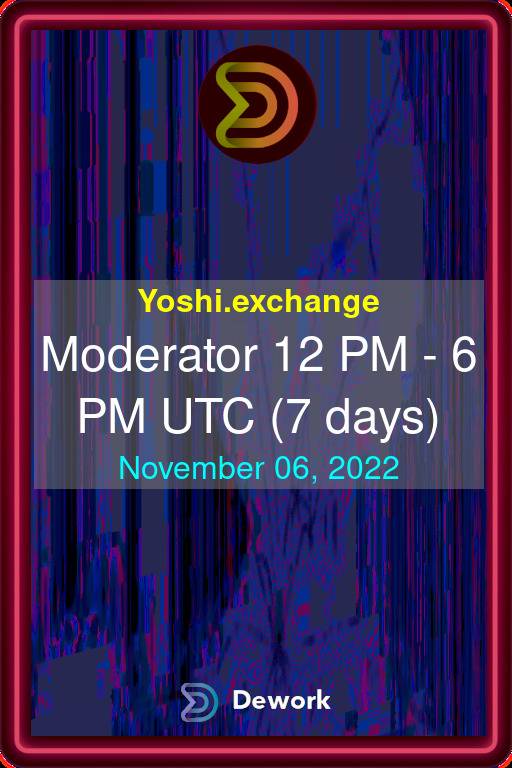 Yoshi.exchange
Moderator 12 PM - 6
PM UTC (7 days)
November 06, 2022
Dework